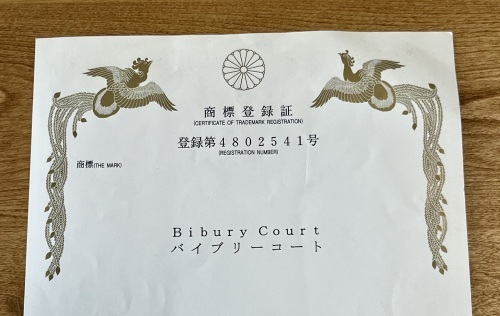 商標登録証
(CERTIFICATE OF TRADEMARK REGISTRATION)
登録第4802541号
(REGISTRATION NUMBER)
商標(THE MARK)
Bibury Court
バイブリーコート